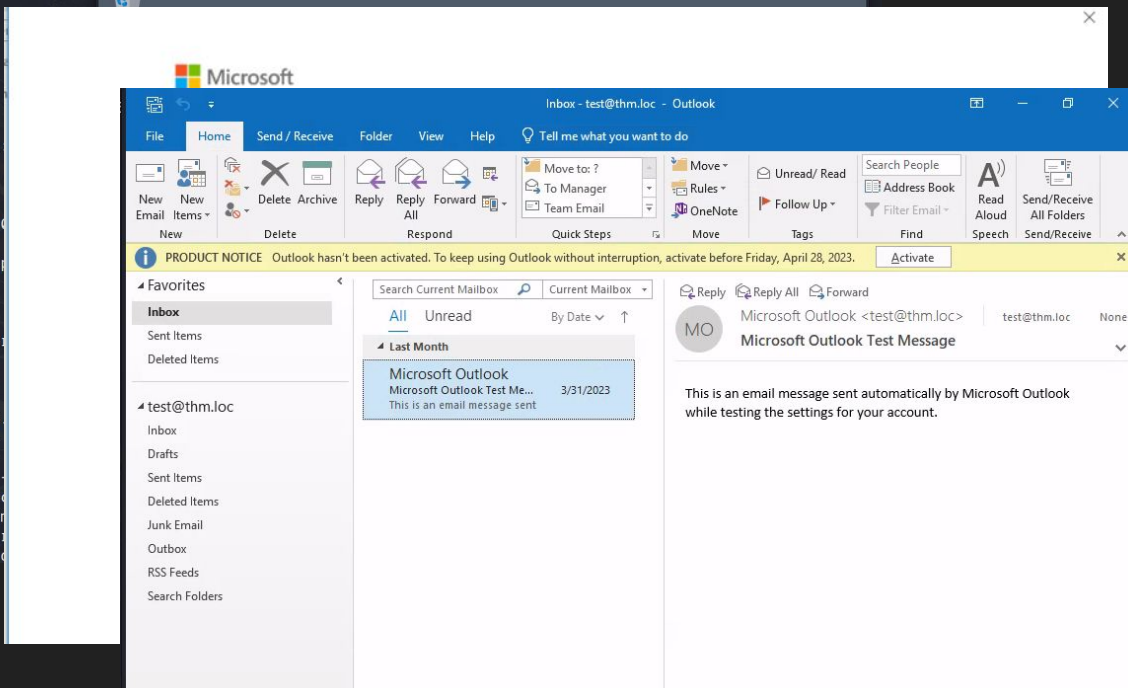 Microsoft
Inbox - test@thm.loc - Outlook
File Home Send / Receive Folder View Help Tell me what you want to do
New Email
New Items
Delete Archive
Reply
Reply All
Forward
Move to: ?
To Manager
Team Email
Move
Rules
OneNote
Unread/ Read
Follow Up
Search People
Address Book
Filter Email
Read Aloud
Send/Receive All Folders
New Delete Respond Quick Steps Move Tags Find Speech Send/Receive
PRODUCT NOTICE Outlook hasn't been activated. To keep using Outlook without interruption, activate before Friday, April 28, 2023. Activate
Favorites
Inbox
Sent Items
Deleted Items
test@thm.loc
Inbox
Drafts
Sent Items
Deleted Items
Junk Email
Outbox
RSS Feeds
Search Folders
Search Current Mailbox Current Mailbox
All Unread By Date
Last Month
Microsoft Outlook
Microsoft Outlook Test Me... 3/31/2023
This is an email message sent
Reply Reply All Forward
MO
Microsoft Outlook <test@thm.loc> test@thm.loc None
Microsoft Outlook Test Message
This is an email message sent automatically by Microsoft Outlook
while testing the settings for your account.